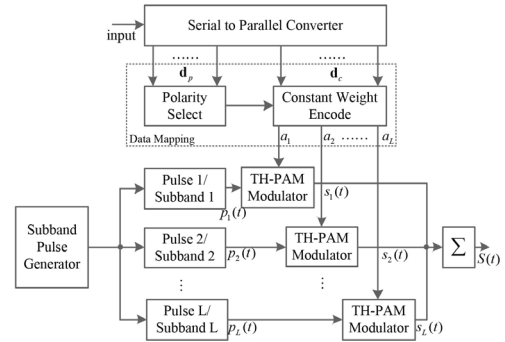 Serial to Parallel Converter
input
...... ......
d_p d_c
Polarity
Select
Constant Weight
Encode
Data Mapping
a_1 a_2 ...... a_L
Pulse 1/
Subband 1
p_1(t)
TH-PAM
Modulator
s_1(t)
Subband
Pulse
Generator
Pulse 2/
Subband 2
p_2(t)
TH-PAM
Modulator
s_2(t)
Σ
S(t)
⋮ ⋮
Pulse L/
Subband L
p_L(t)
TH-PAM
Modulator
s_L(t)